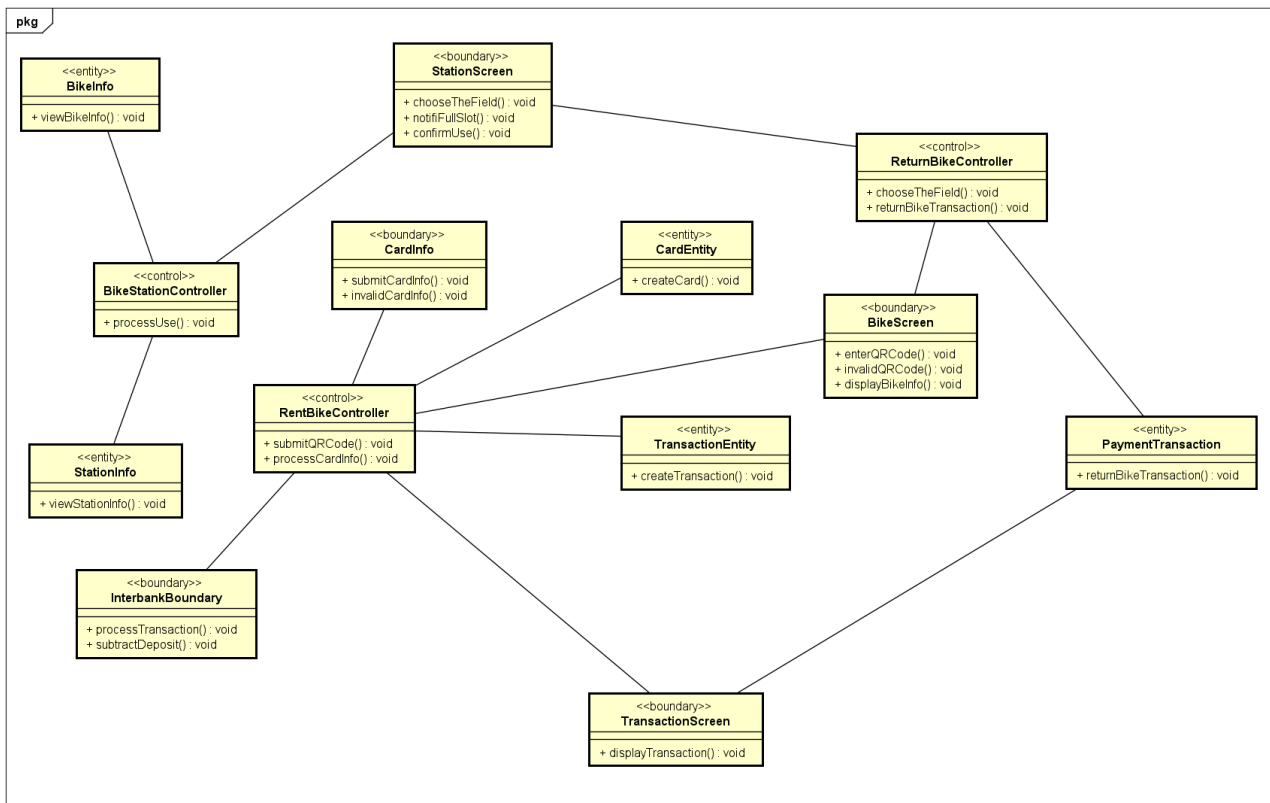 pkg
<<entity>>
BikeInfo
+ viewBikeInfo() : void
<<boundary>>
StationScreen
+ chooseTheField() : void
+ notifiFullSlot() : void
+ confirmUse() : void
<<control>>
ReturnBikeController
+ chooseTheField() : void
+ returnBikeTransaction() : void
<<boundary>>
CardInfo
+ submitCardInfo() : void
+ invalidCardInfo() : void
<<entity>>
CardEntity
+ createCard() : void
<<control>>
BikeStationController
+ processUse() : void
<<boundary>>
BikeScreen
+ enterQRCode() : void
+ invalidQRCode() : void
+ displayBikeInfo() : void
<<control>>
RentBikeController
+ submitQRCode() : void
+ processCardInfo() : void
<<entity>>
TransactionEntity
+ createTransaction() : void
<<entity>>
PaymentTransaction
+ returnBikeTransaction() : void
<<entity>>
StationInfo
+ viewStationInfo() : void
<<boundary>>
InterbankBoundary
+ processTransaction() : void
+ subtractDeposit() : void
<<boundary>>
TransactionScreen
+ displayTransaction() : void